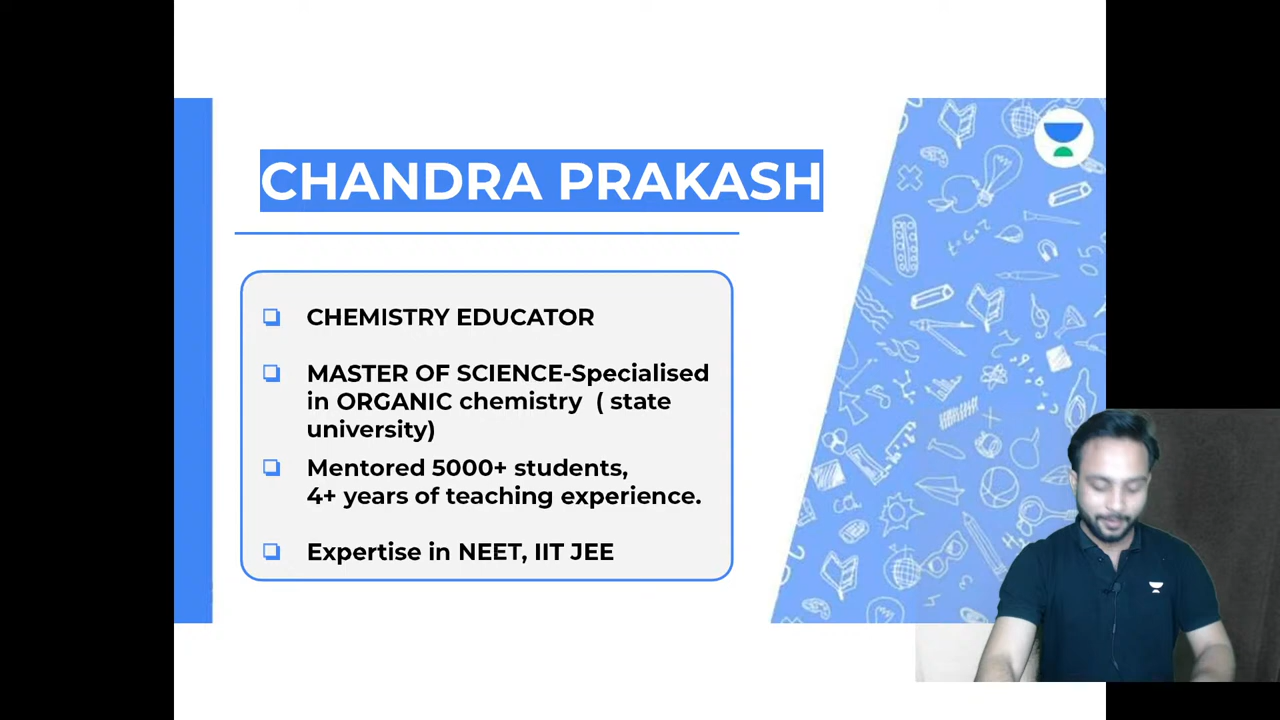 CHANDRA PRAKASH
CHEMISTRY EDUCATOR
MASTER OF SCIENCE-Specialised
in ORGANIC chemistry ( state
university)
Mentored 5000+ students,
4+ years of teaching experience.
Expertise in NEET, IIT JEE